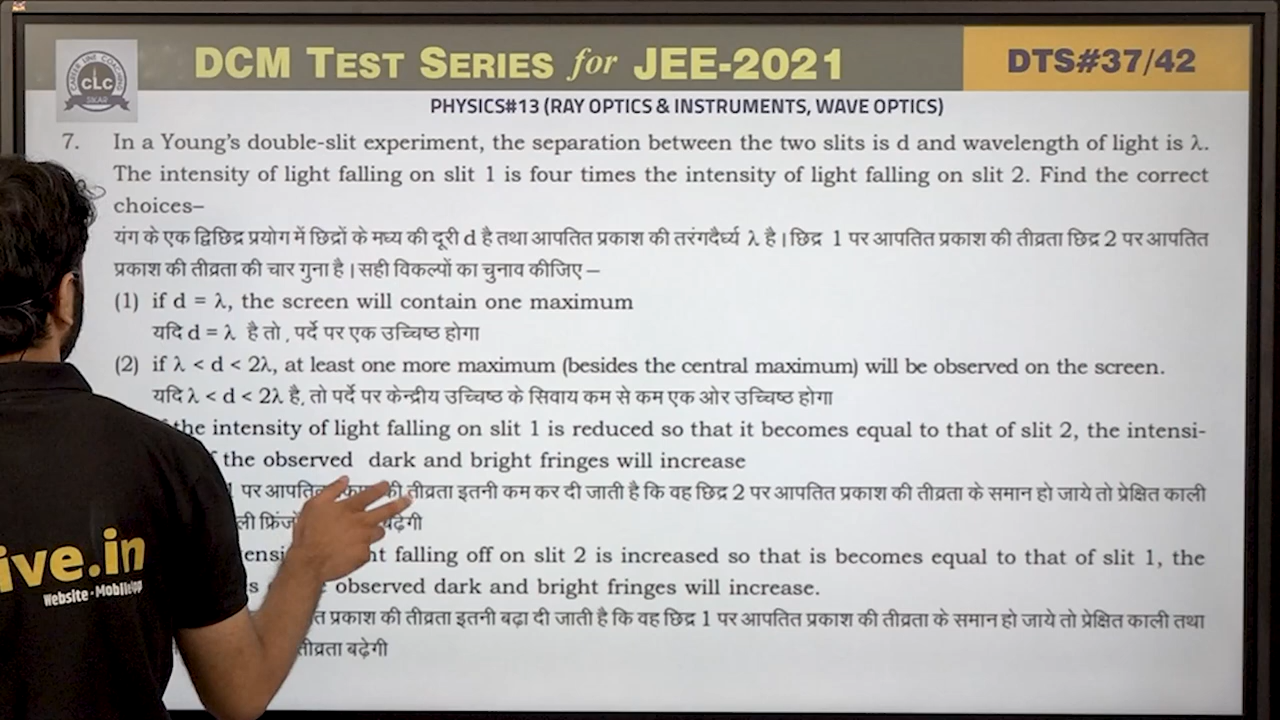 DCM TEST SERIES for JEE-2021
DTS#37/42
CAREER LINE COACHING
CLC
SIKAR
PHYSICS#13 (RAY OPTICS & INSTRUMENTS, WAVE OPTICS)
7. In a Young's double-slit experiment, the separation between the two slits is d and wavelength of light is λ.
The intensity of light falling on slit 1 is four times the intensity of light falling on slit 2. Find the correct
choices–
यंग के एक द्विछिद्र प्रयोग में छिद्रों के मध्य की दूरी d है तथा आपतित प्रकाश की तरंगदैर्ध्य λ है। छिद्र 1 पर आपतित प्रकाश की तीव्रता छिद्र 2 पर आपतित
प्रकाश की तीव्रता की चार गुना है। सही विकल्पों का चुनाव कीजिए –
(1) if d = λ, the screen will contain one maximum
यदि d = λ है तो , पर्दे पर एक उच्चिष्ठ होगा
(2) if λ < d < 2λ, at least one more maximum (besides the central maximum) will be observed on the screen.
यदि λ < d < 2λ है, तो पर्दे पर केन्द्रीय उच्चिष्ठ के सिवाय कम से कम एक ओर उच्चिष्ठ होगा
the intensity of light falling on slit 1 is reduced so that it becomes equal to that of slit 2, the intensi-
the observed dark and bright fringes will increase
1 पर आपतित की तीव्रता इतनी कम कर दी जाती है कि वह छिद्र 2 पर आपतित प्रकाश की तीव्रता के समान हो जाये तो प्रेक्षित काली
बढ़ेगी
falling off on slit 2 is increased so that is becomes equal to that of slit 1, the
observed dark and bright fringes will increase.
प्रकाश की तीव्रता इतनी बढ़ा दी जाती है कि वह छिद्र 1 पर आपतित प्रकाश की तीव्रता के समान हो जाये तो प्रेक्षित काली तथा
तीव्रता बढ़ेगी
ive.in
Website - Mobile App